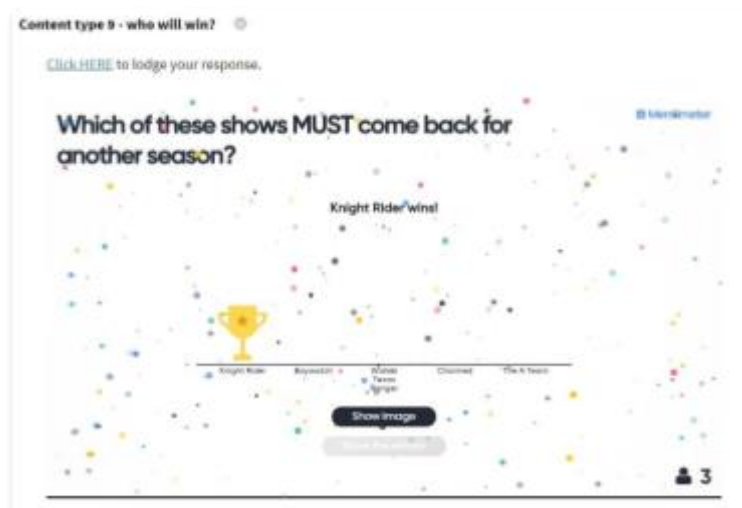 Content type 9 - who will win?
Click HERE to lodge your response.
Which of these shows MUST come back for
another season?
Mentimeter
Knight Rider wins!
Knight Rider
Baywatch
Walker
Texas
Ranger
Charmed
The A-Team
Show image
3